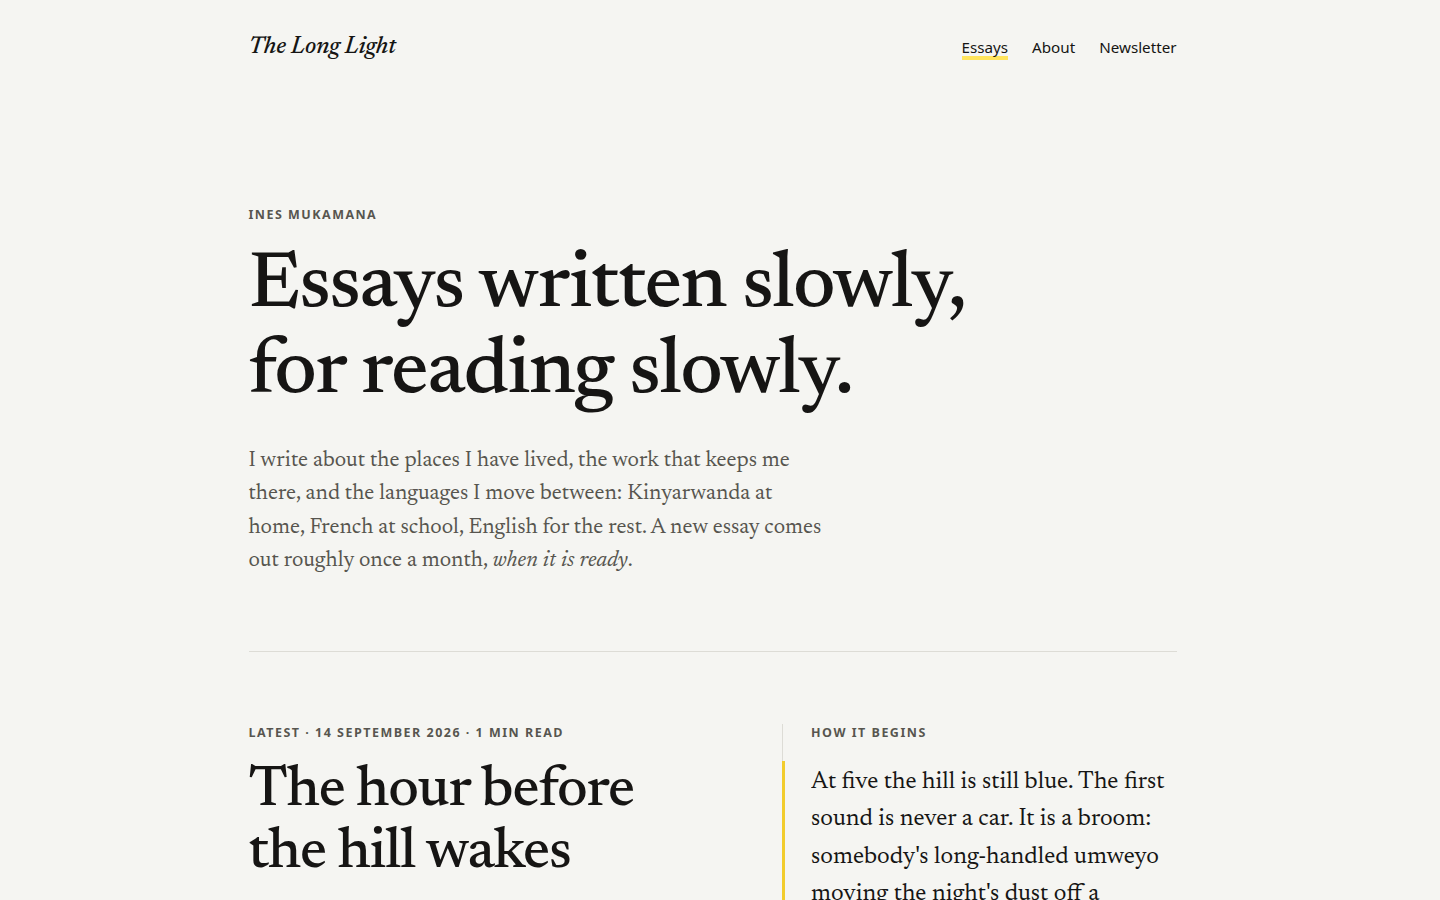 The Long Light
Essays
About
Newsletter
INES MUKAMANA
Essays written slowly,
for reading slowly.
I write about the places I have lived, the work that keeps me
there, and the languages I move between: Kinyarwanda at
home, French at school, English for the rest. A new essay comes
out roughly once a month, when it is ready.
LATEST · 14 SEPTEMBER 2026 · 1 MIN READ
The hour before
the hill wakes
HOW IT BEGINS
At five the hill is still blue. The first
sound is never a car. It is a broom:
somebody's long-handled umweyo
moving the night's dust off a